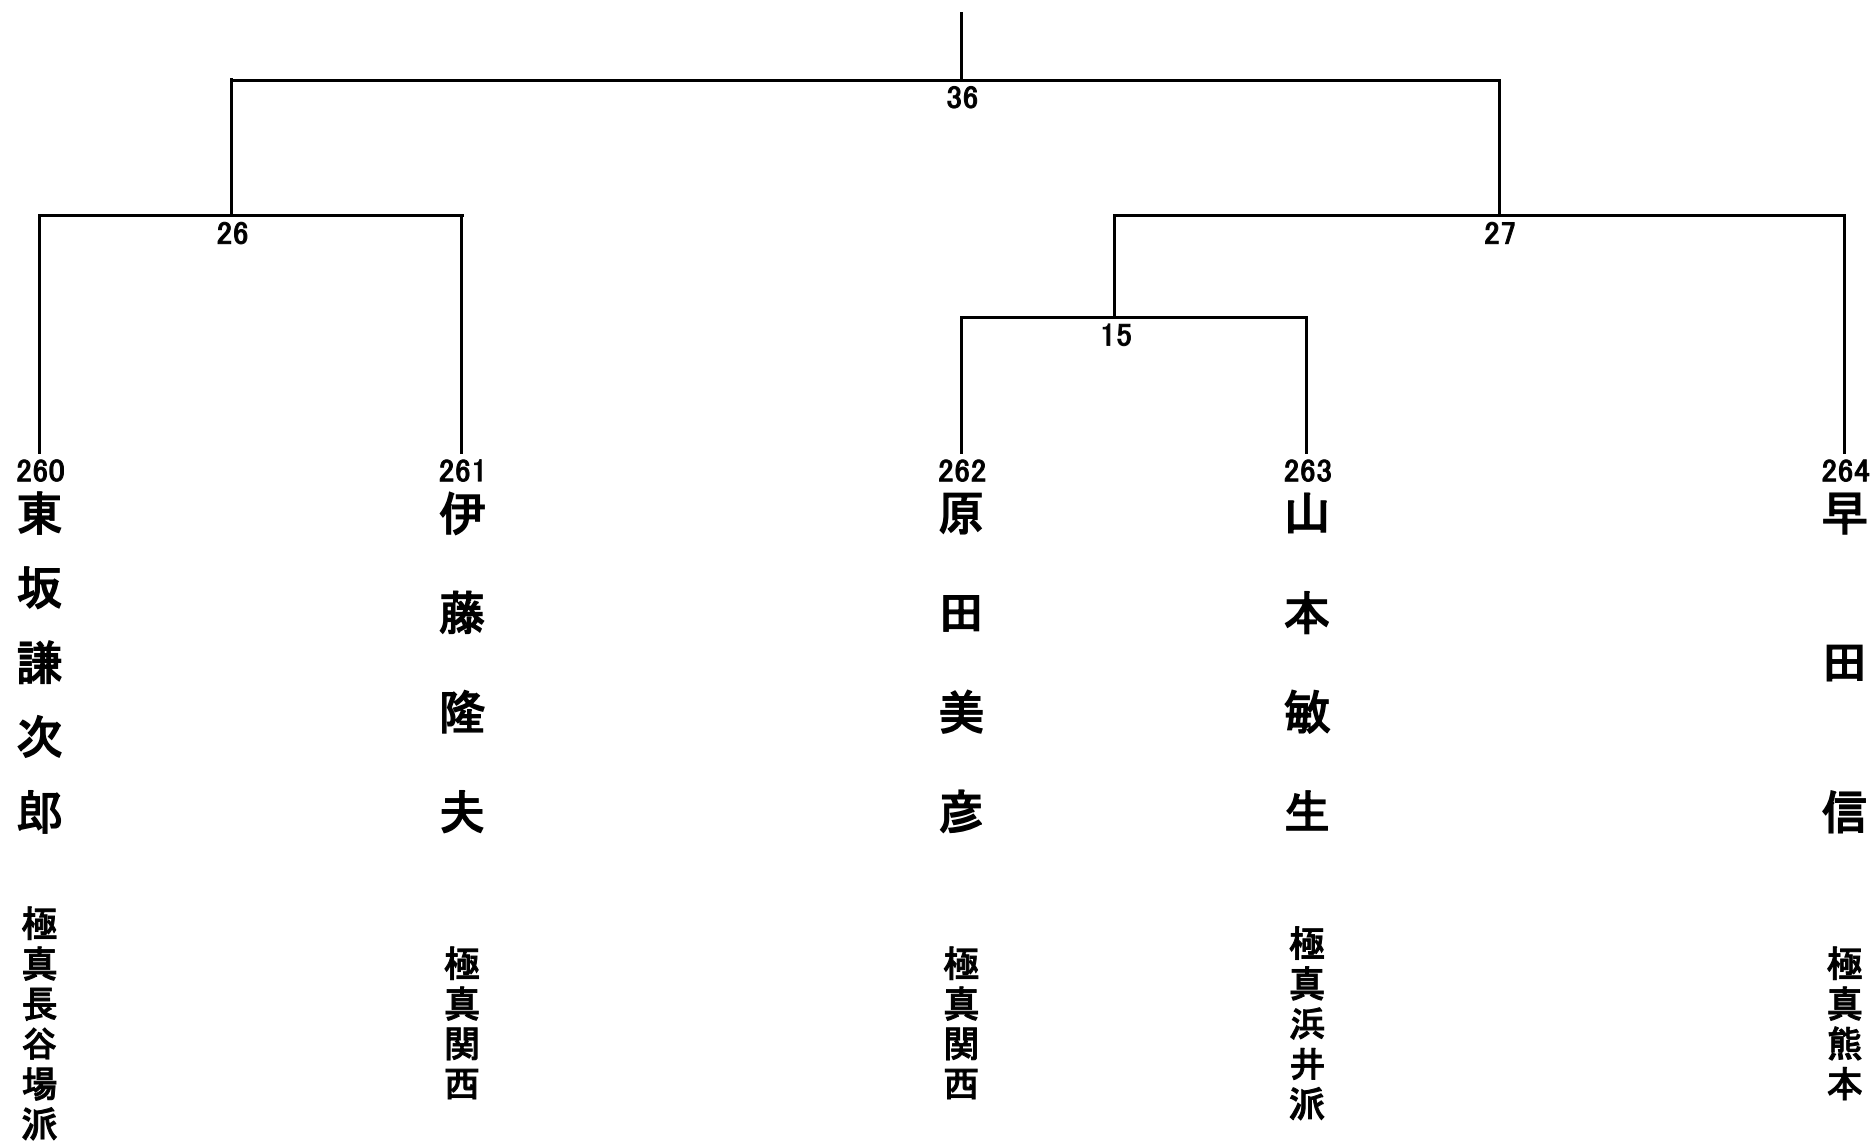 36
26
27
15
260
東坂謙次郎
極真長谷場派
261
伊藤隆夫
極真関西
262
原田美彦
極真関西
263
山本敏生
極真浜井派
264
早田信
極真熊本